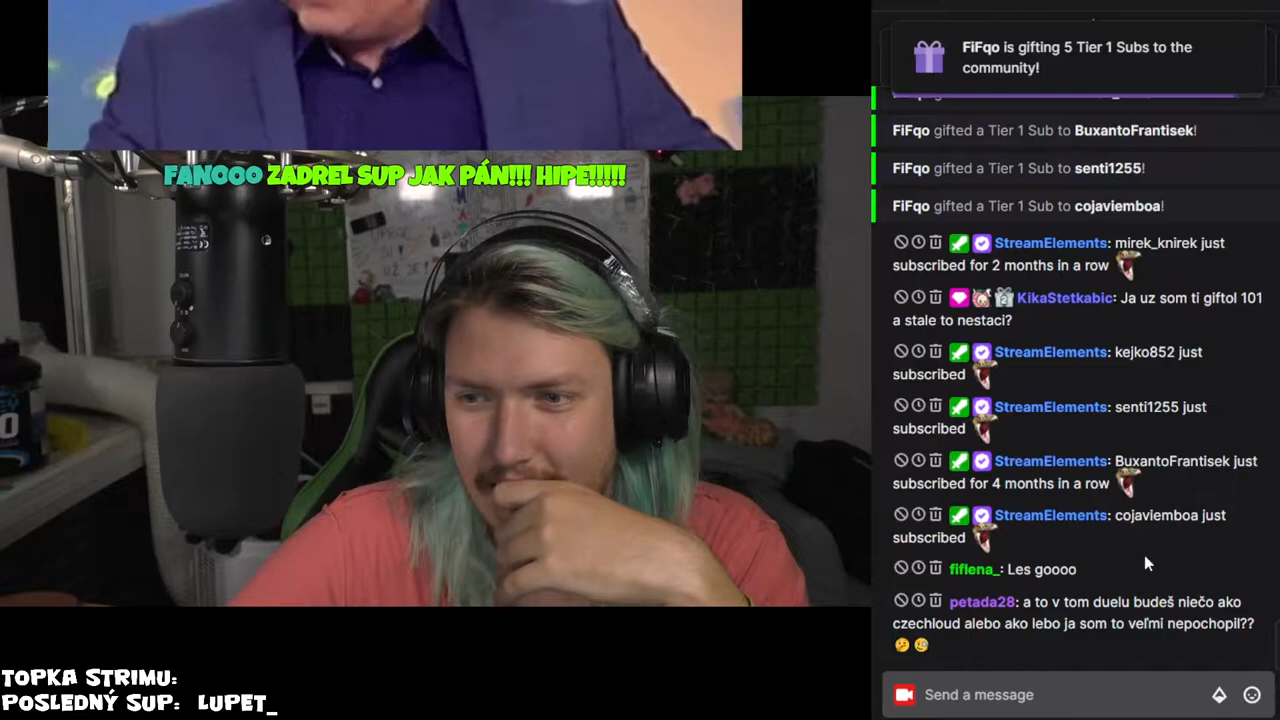 FiFqo is gifting 5 Tier 1 Subs to the
community!
FiFqo gifted a Tier 1 Sub to BuxantoFrantisek!
FiFqo gifted a Tier 1 Sub to senti1255!
FiFqo gifted a Tier 1 Sub to cojaviemboa!
StreamElements: mirek_knirek just
subscribed for 2 months in a row
2 KikaStetkabic: Ja uz som ti giftol 101
a stale to nestaci?
StreamElements: kejko852 just
subscribed
StreamElements: senti1255 just
subscribed
StreamElements: BuxantoFrantisek just
subscribed for 4 months in a row
StreamElements: cojaviemboa just
subscribed
fiflena_: Les goooo
petada28: a to v tom duelu budeš niečo ako
czechloud alebo ako lebo ja som to veľmi nepochopil??
Send a message
FANOOO ZADREL SUP JAK PÁN!!! HIPE!!!!!
TOPKA STRIMU:
POSLEDNÝ SUP: LUPET_